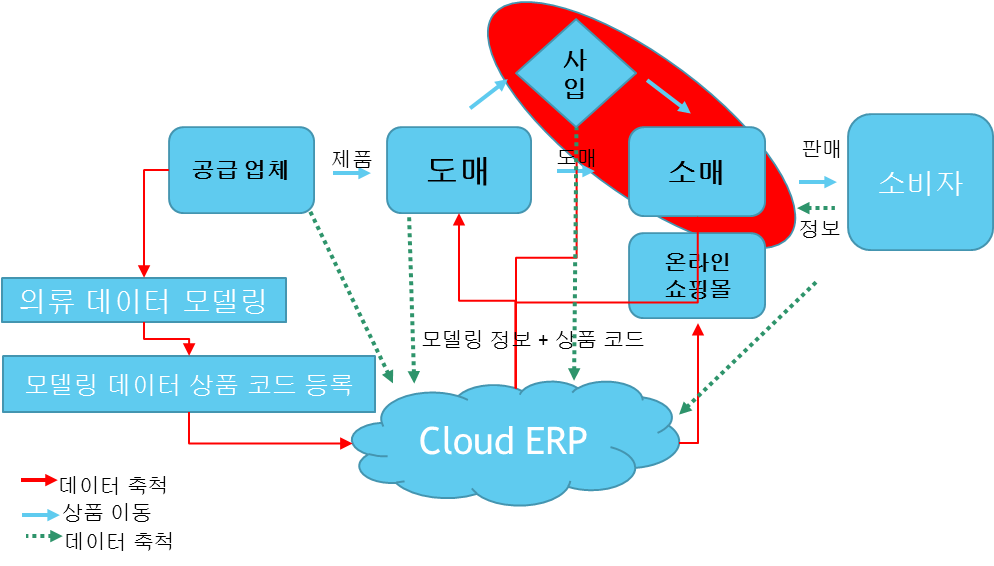 사
입
공급 업체
제품
도매
도매
소매
판매
소비자
정보
온라인
쇼핑몰
의류 데이터 모델링
모델링 정보 + 상품 코드
모델링 데이터 상품 코드 등록
Cloud ERP
데이터 축척
상품 이동
데이터 축척